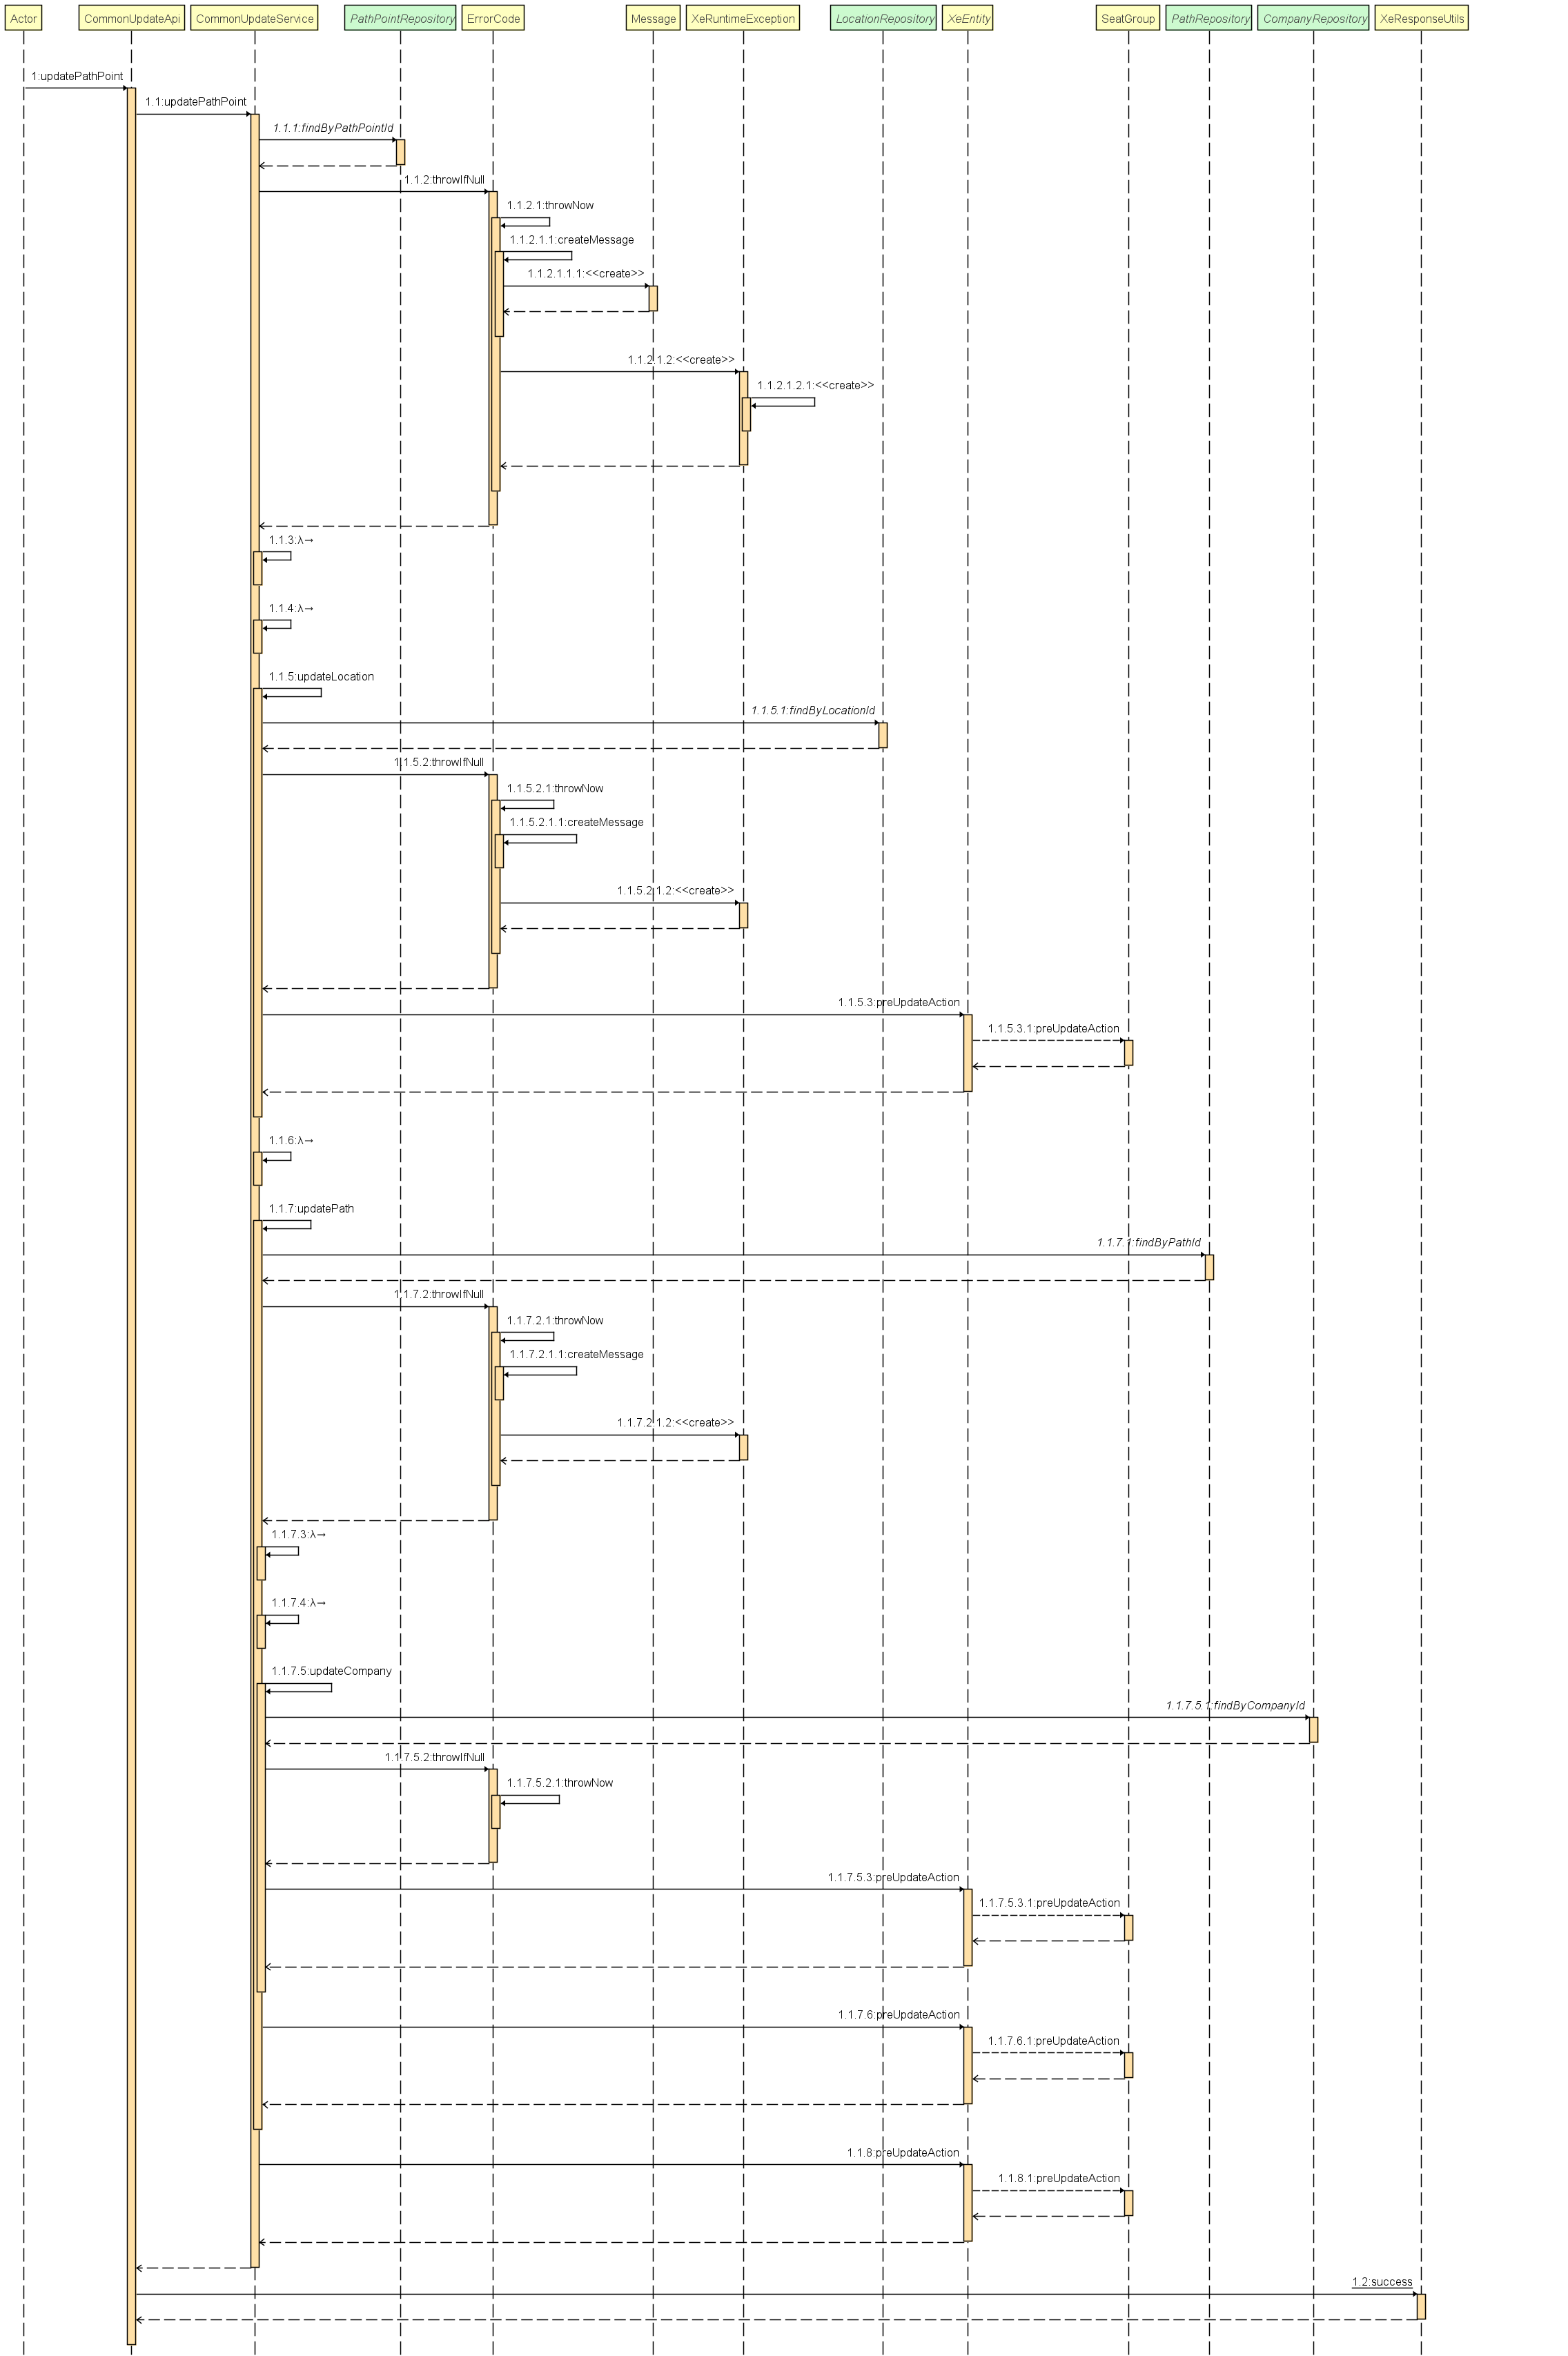 Actor
CommonUpdateApi
CommonUpdateService
PathPointRepository
ErrorCode
Message
XeRuntimeException
LocationRepository
XeEntity
SeatGroup
PathRepository
CompanyRepository
XeResponseUtils
1:updatePathPoint
1.1:updatePathPoint
1.1.1:findByPathPointId
1.1.2:throwIfNull
1.1.2.1:throwNow
1.1.2.1.1:createMessage
1.1.2.1.1.1:<<create>>
1.1.2.1.2:<<create>>
1.1.2.1.2.1:<<create>>
1.1.3:λ→
1.1.4:λ→
1.1.5:updateLocation
1.1.5.1:findByLocationId
1.1.5.2:throwIfNull
1.1.5.2.1:throwNow
1.1.5.2.1.1:createMessage
1.1.5.2.1.2:<<create>>
1.1.5.3:preUpdateAction
1.1.5.3.1:preUpdateAction
1.1.6:λ→
1.1.7:updatePath
1.1.7.1:findByPathId
1.1.7.2:throwIfNull
1.1.7.2.1:throwNow
1.1.7.2.1.1:createMessage
1.1.7.2.1.2:<<create>>
1.1.7.3:λ→
1.1.7.4:λ→
1.1.7.5:updateCompany
1.1.7.5.1:findByCompanyId
1.1.7.5.2:throwIfNull
1.1.7.5.2.1:throwNow
1.1.7.5.3:preUpdateAction
1.1.7.5.3.1:preUpdateAction
1.1.7.6:preUpdateAction
1.1.7.6.1:preUpdateAction
1.1.8:preUpdateAction
1.1.8.1:preUpdateAction
1.2:success